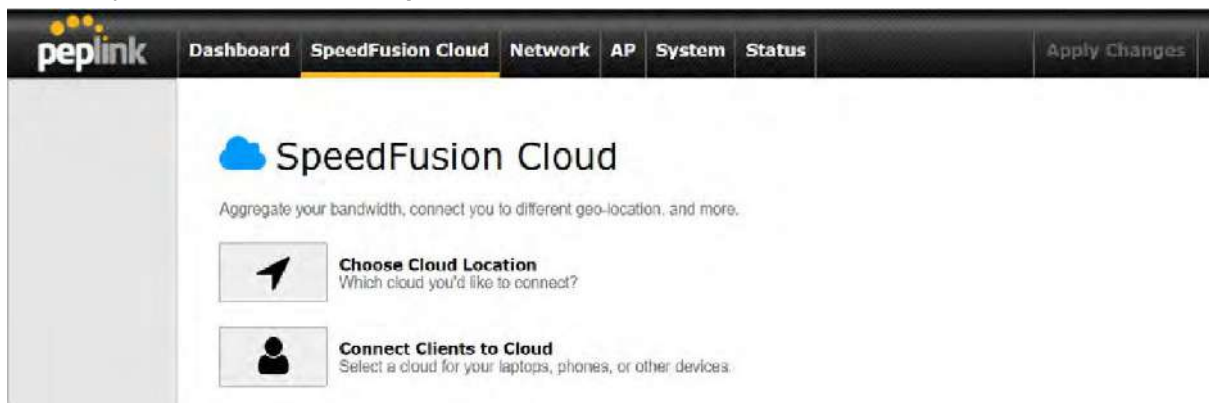 peplink Dashboard SpeedFusion Cloud Network AP System Status Apply Changes
SpeedFusion Cloud
Aggregate your bandwidth, connect you to different geo-location, and more.
Choose Cloud Location
Which cloud you'd like to connect?
Connect Clients to Cloud
Select a cloud for your laptops, phones, or other devices.